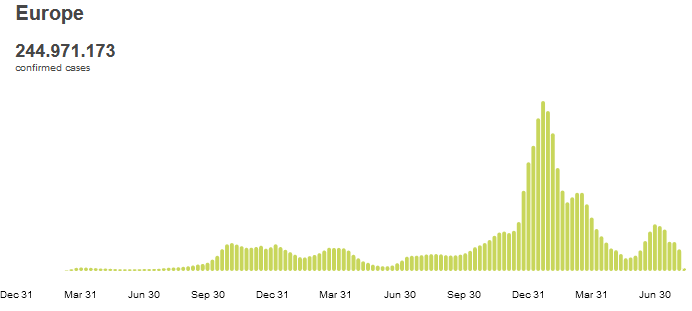 Europe
244.971.173
confirmed cases
Dec 31 Mar 31 Jun 30 Sep 30 Dec 31 Mar 31 Jun 30 Sep 30 Dec 31 Mar 31 Jun 30